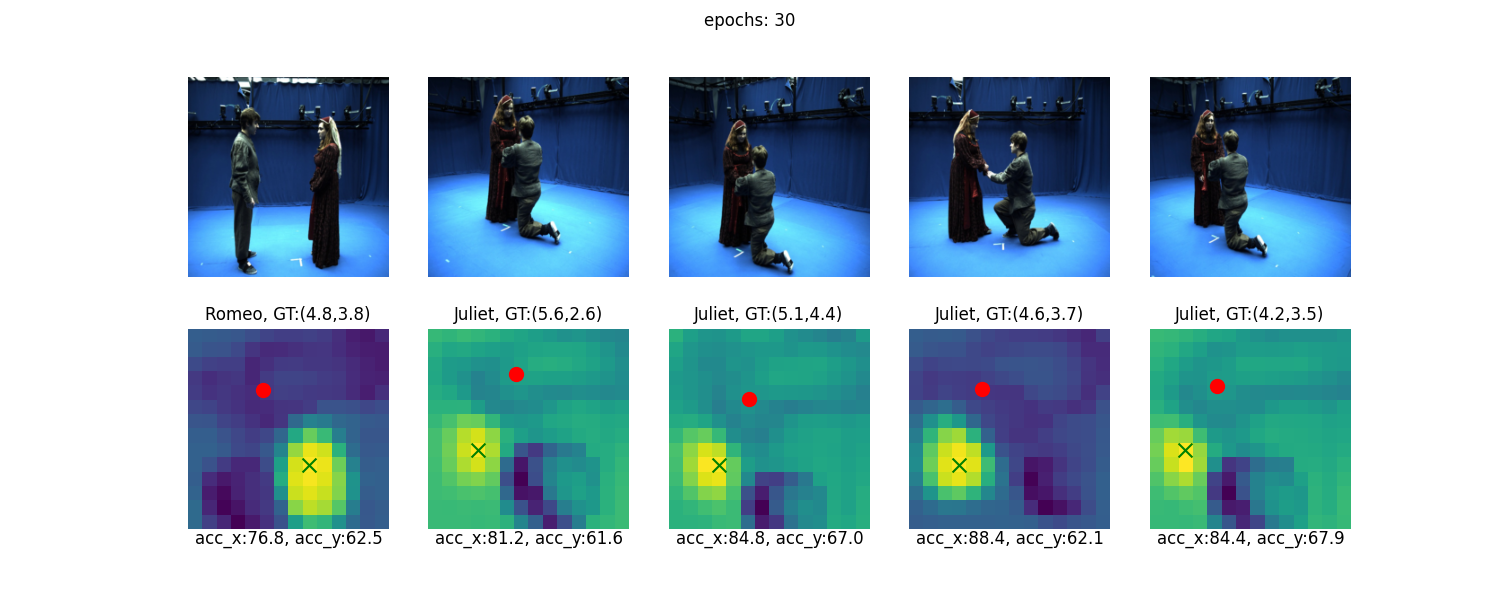 epochs: 30
Romeo, GT:(4.8,3.8)
Juliet, GT:(5.6,2.6)
Juliet, GT:(5.1,4.4)
Juliet, GT:(4.6,3.7)
Juliet, GT:(4.2,3.5)
acc_x:76.8, acc_y:62.5
acc_x:81.2, acc_y:61.6
acc_x:84.8, acc_y:67.0
acc_x:88.4, acc_y:62.1
acc_x:84.4, acc_y:67.9